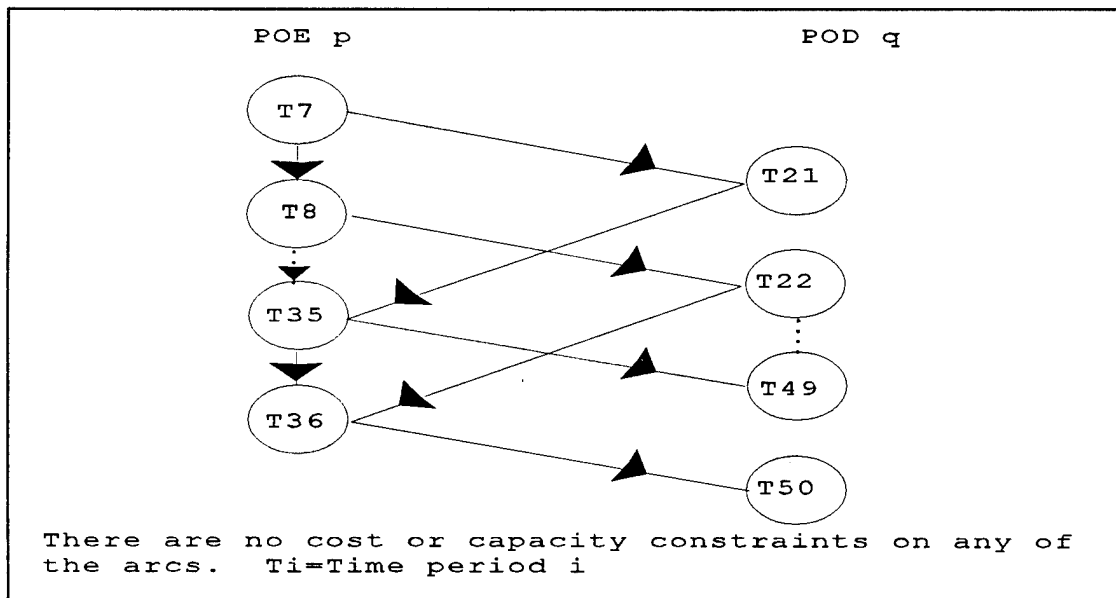 POE p
POD q
T7
T21
T8
T22
T35
T49
T36
T50
There are no cost or capacity constraints on any of
the arcs. Ti=Time period i